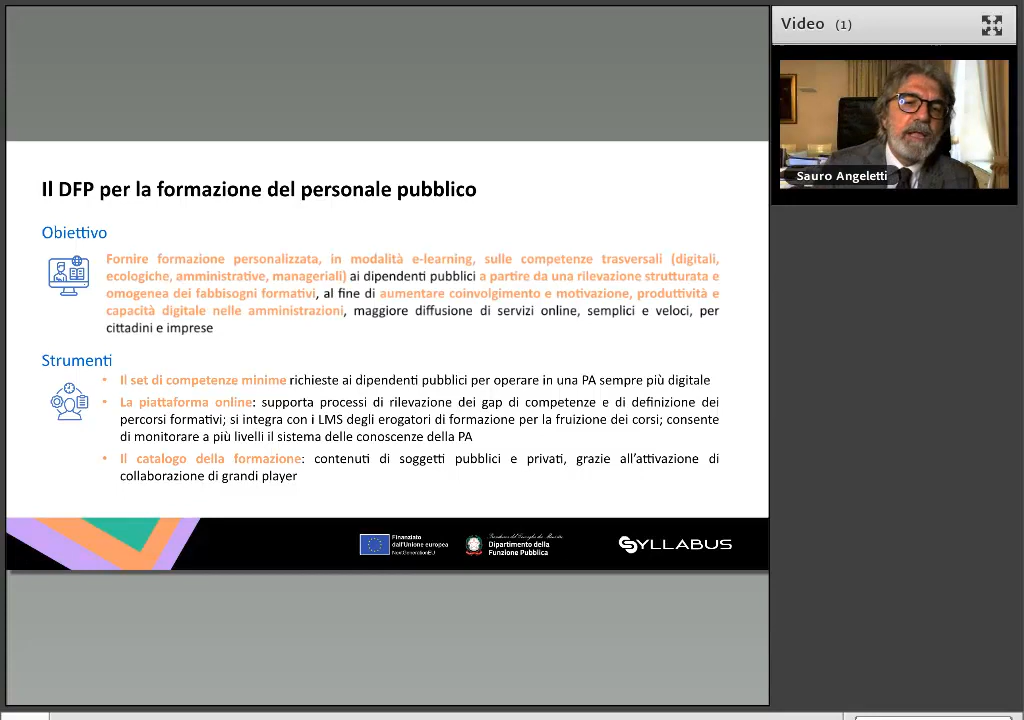 Video (1)
Sauro Angeletti
Il DFP per la formazione del personale pubblico
Obiettivo
Fornire formazione personalizzata, in modalità e-learning, sulle competenze trasversali (digitali,
ecologiche, amministrative, manageriali) ai dipendenti pubblici a partire da una rilevazione strutturata e
omogenea dei fabbisogni formativi, al fine di aumentare coinvolgimento e motivazione, produttività e
capacità digitale nelle amministrazioni, maggiore diffusione di servizi online, semplici e veloci, per
cittadini e imprese
Strumenti
• Il set di competenze minime richieste ai dipendenti pubblici per operare in una PA sempre più digitale
• La piattaforma online: supporta processi di rilevazione dei gap di competenze e di definizione dei
percorsi formativi; si integra con i LMS degli erogatori di formazione per la fruizione dei corsi; consente
di monitorare a più livelli il sistema delle conoscenze della PA
• Il catalogo della formazione: contenuti di soggetti pubblici e privati, grazie all'attivazione di
collaborazione di grandi player
Finanziato
dall'Unione europea
NextGenerationEU
Dipartimento della
Funzione Pubblica
SYLLABUS